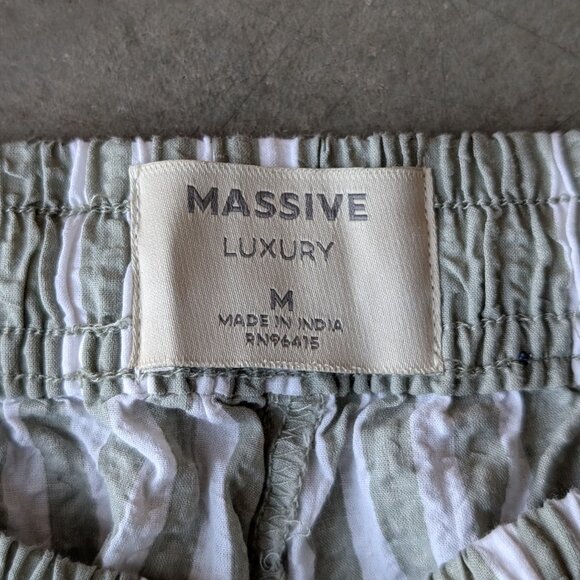 MASSIVE
LUXURY
M
MADE IN INDIA
RN96415